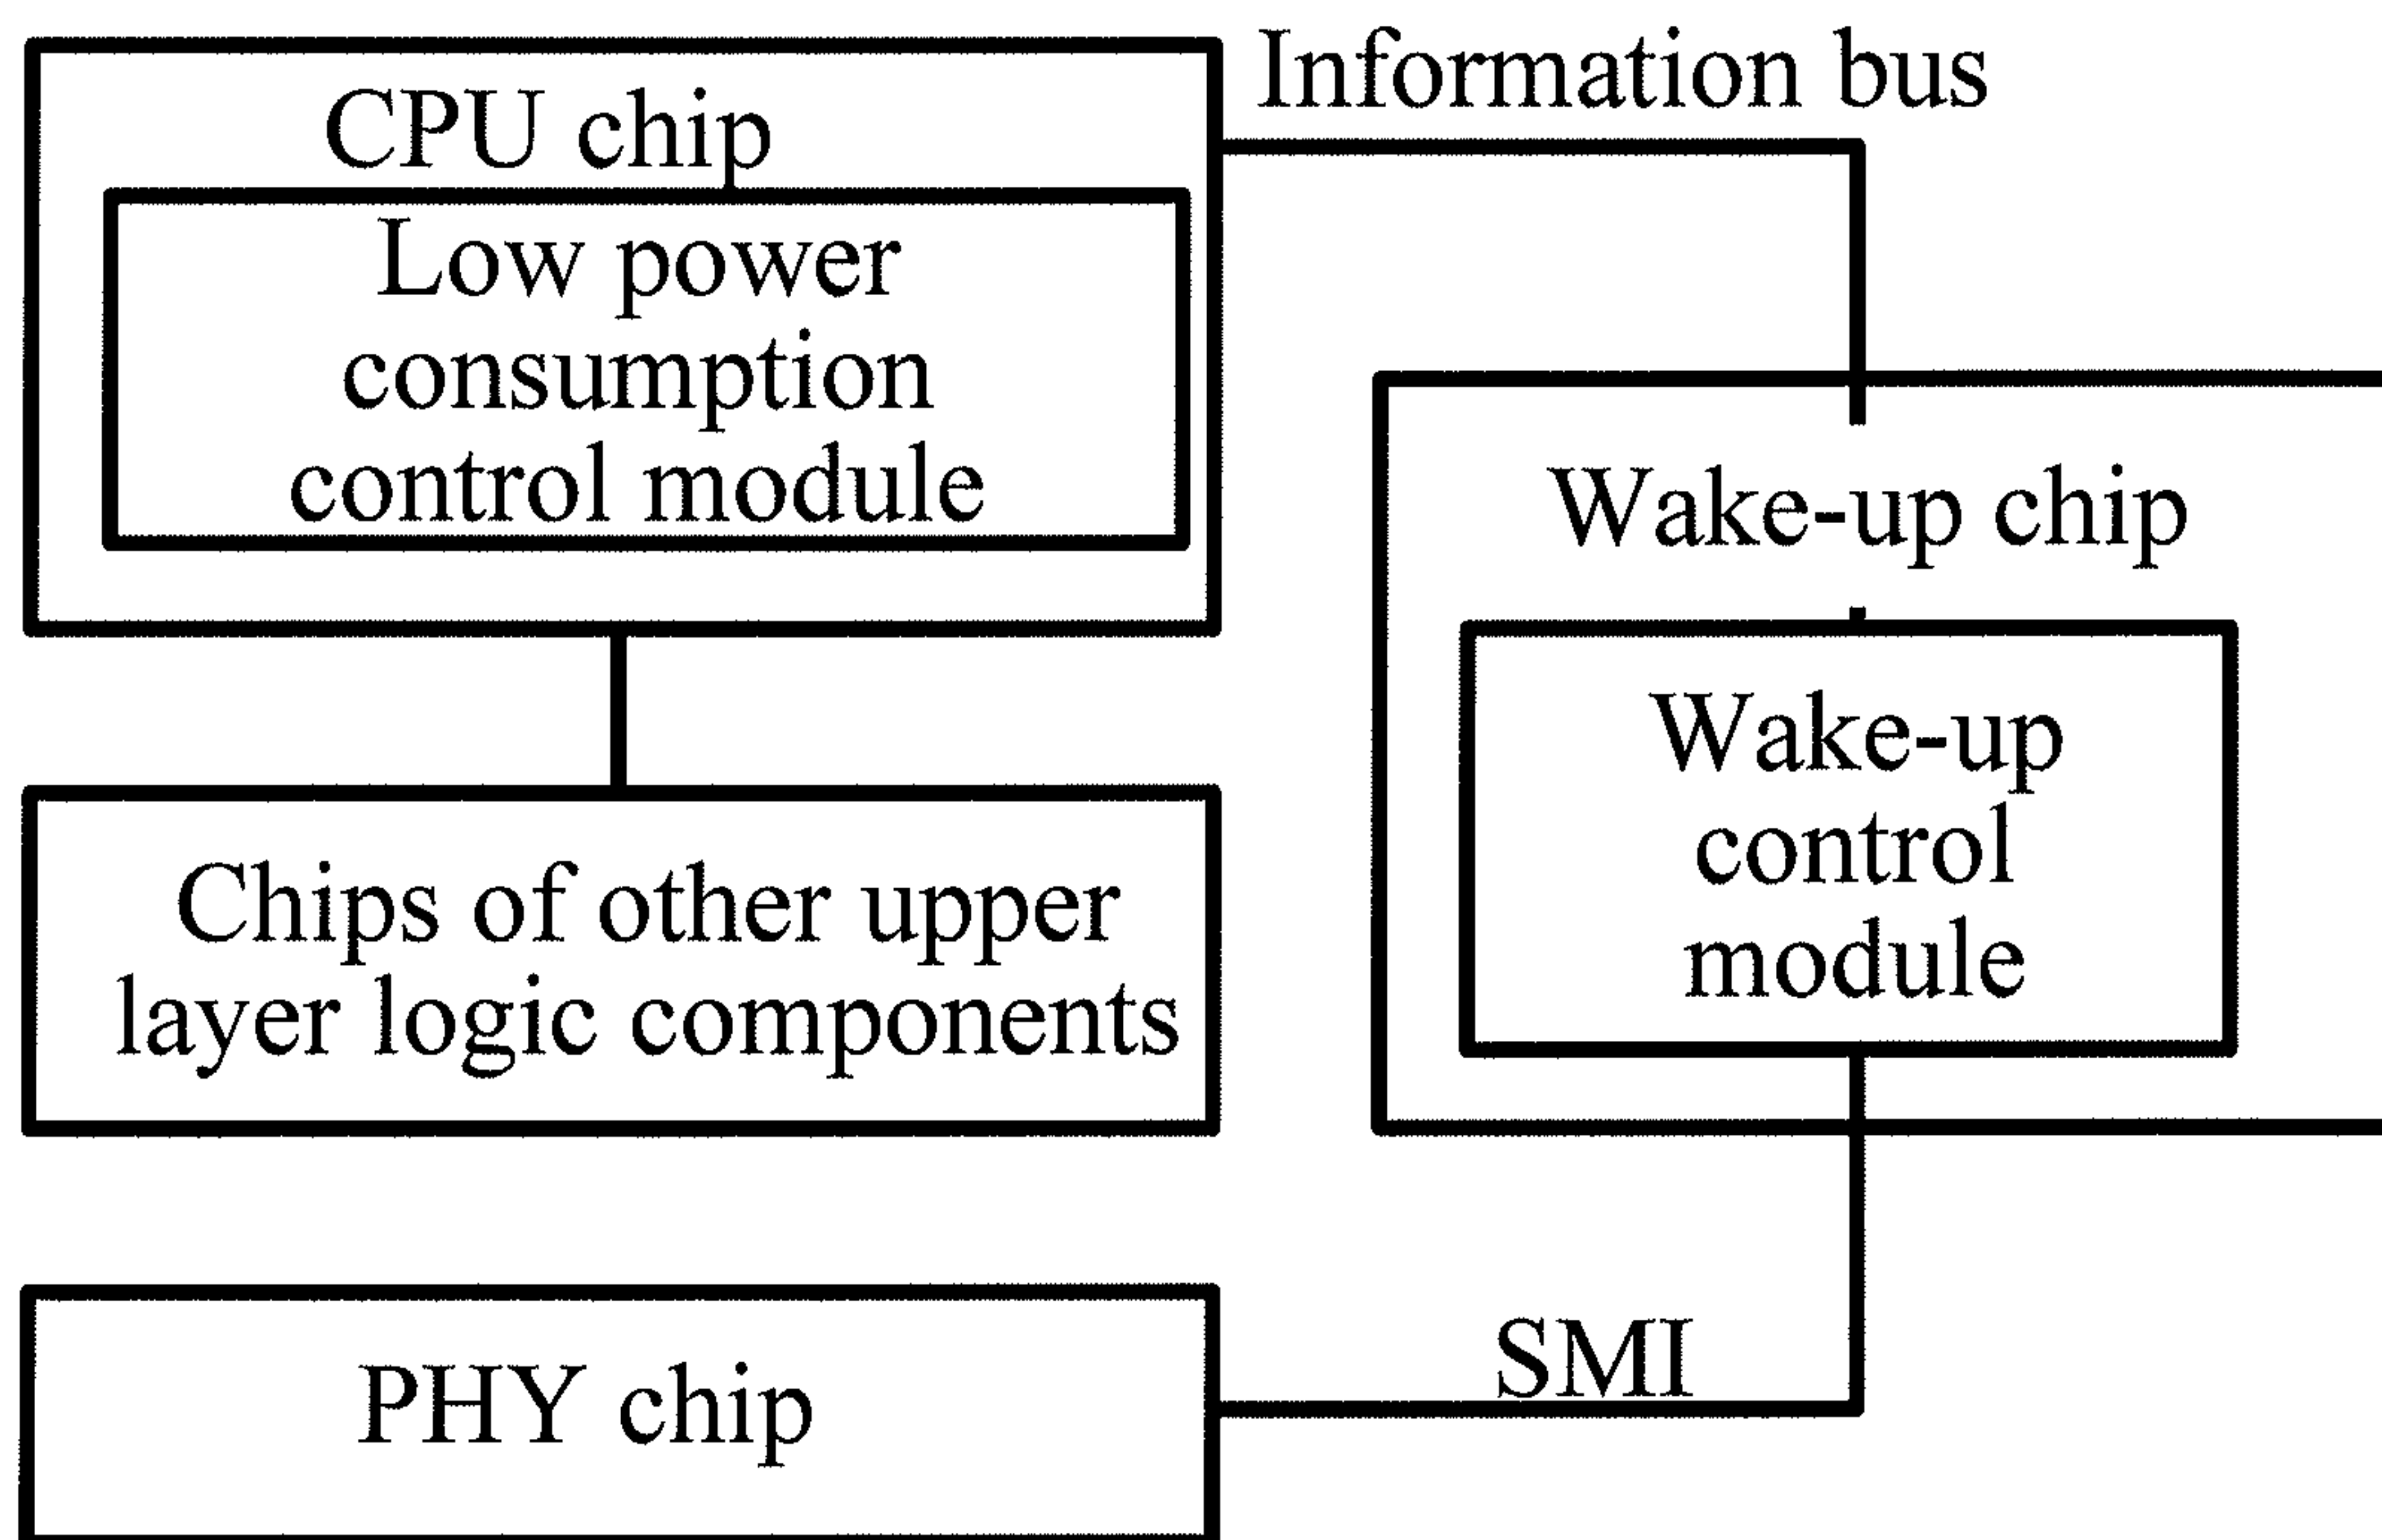 Information bus
CPU chip
Low power
consumption
control module
Wake-up chip
Wake-up
control
module
Chips of other upper
layer logic components
SMI
PHY chip